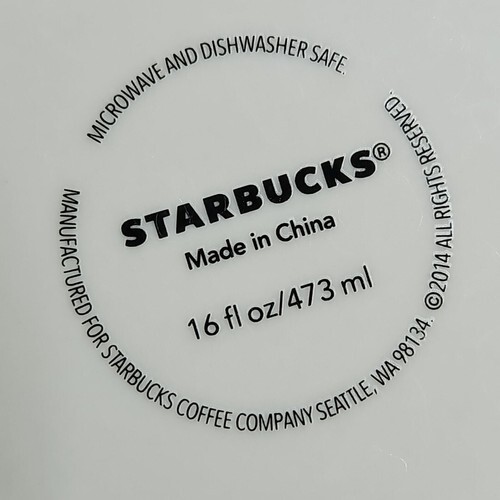 MICROWAVE AND DISHWASHER SAFE.
STARBUCKS®
Made in China
16 fl oz/473 ml
MANUFACTURED FOR STARBUCKS COFFEE COMPANY SEATTLE, WA 98134. ©2014 ALL RIGHTS RESERVED.